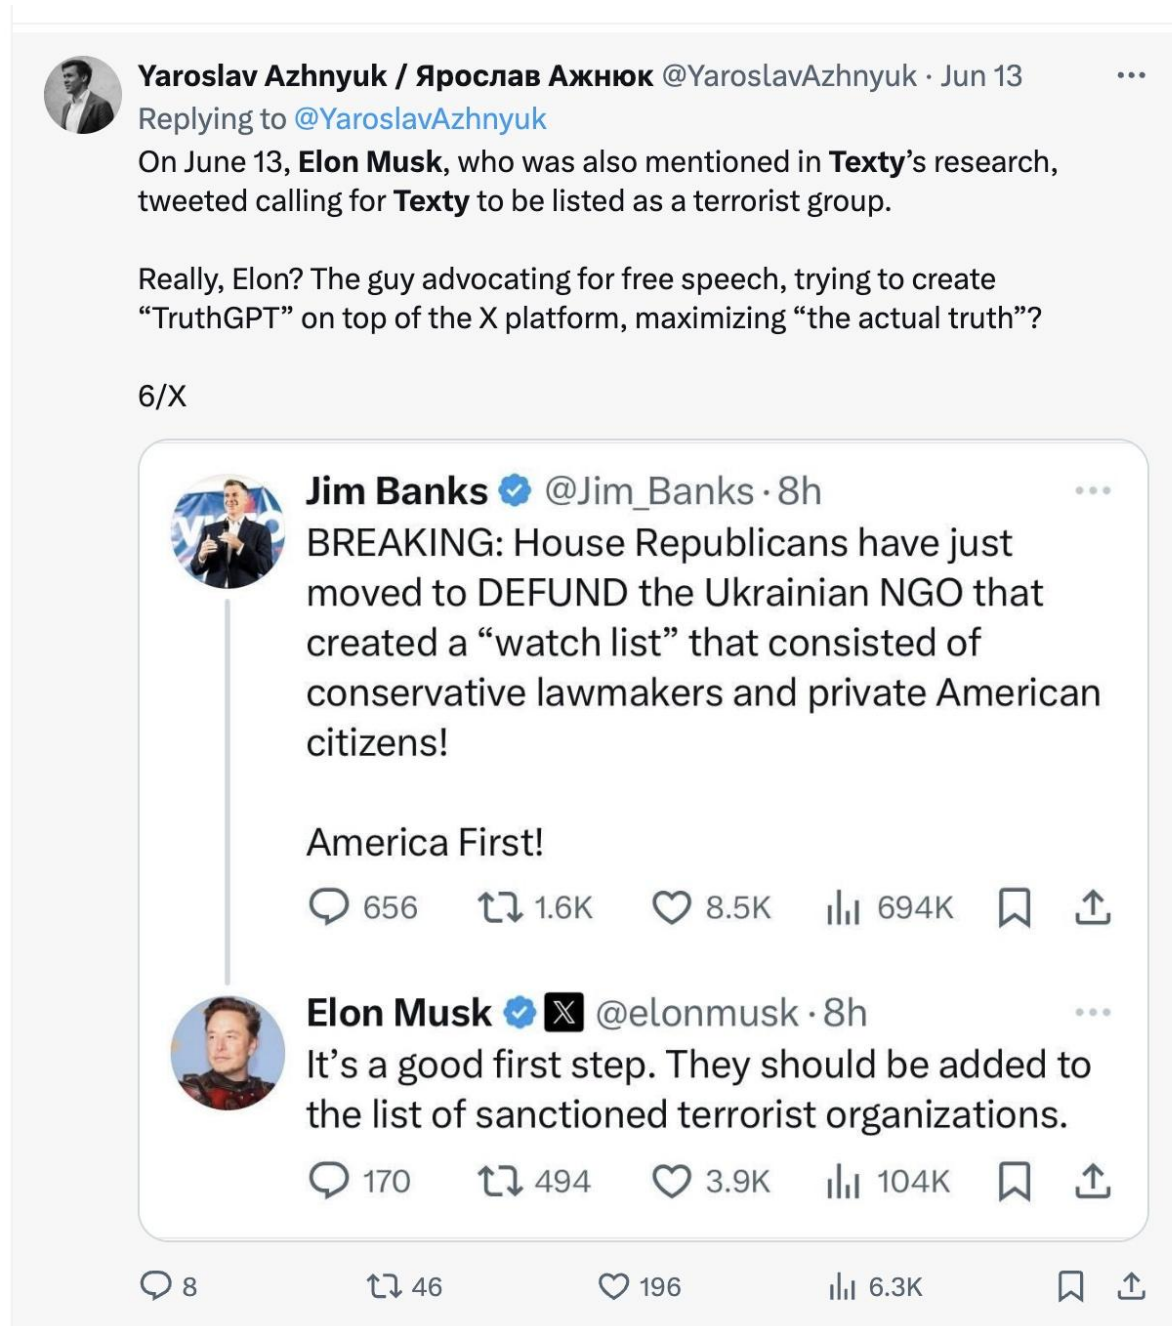 Yaroslav Azhnyuk / Ярослав Ажнюк @YaroslavAzhnyuk · Jun 13
Replying to @YaroslavAzhnyuk
On June 13, Elon Musk, who was also mentioned in Texty’s research,
tweeted calling for Texty to be listed as a terrorist group.
Really, Elon? The guy advocating for free speech, trying to create
“TruthGPT” on top of the X platform, maximizing “the actual truth”?
6/X
Jim Banks @Jim_Banks · 8h
BREAKING: House Republicans have just
moved to DEFUND the Ukrainian NGO that
created a “watch list” that consisted of
conservative lawmakers and private American
citizens!
America First!
656 1.6K 8.5K 694K
Elon Musk X @elonmusk · 8h
It’s a good first step. They should be added to
the list of sanctioned terrorist organizations.
170 494 3.9K 104K
8 46 196 6.3K